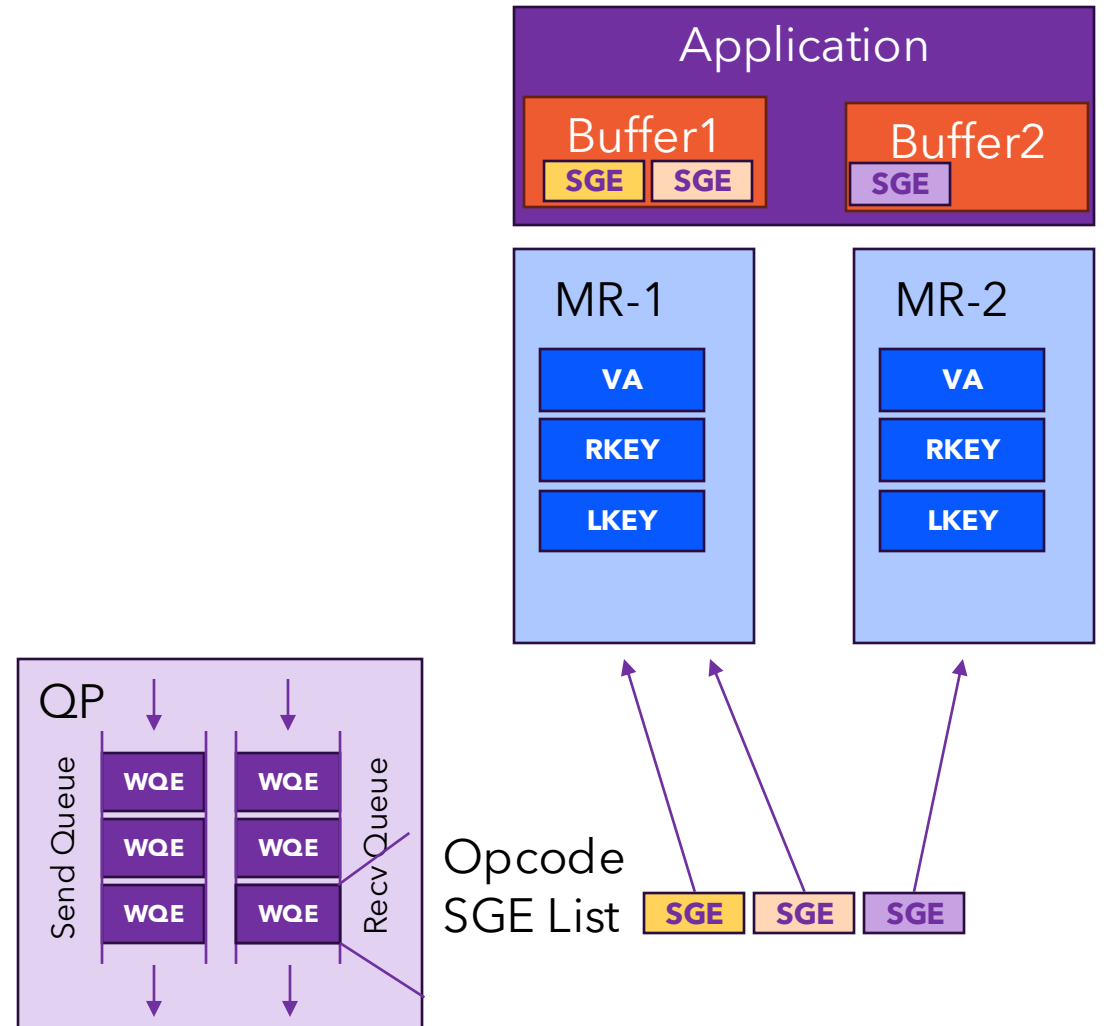 Application
Buffer1
Buffer2
SGE
SGE
SGE
MR-1
MR-2
VA
VA
RKEY
RKEY
LKEY
LKEY
QP
Send Queue
WQE
WQE
Recv Queue
WQE
WQE
WQE
WQE
Opcode
SGE List
SGE
SGE
SGE